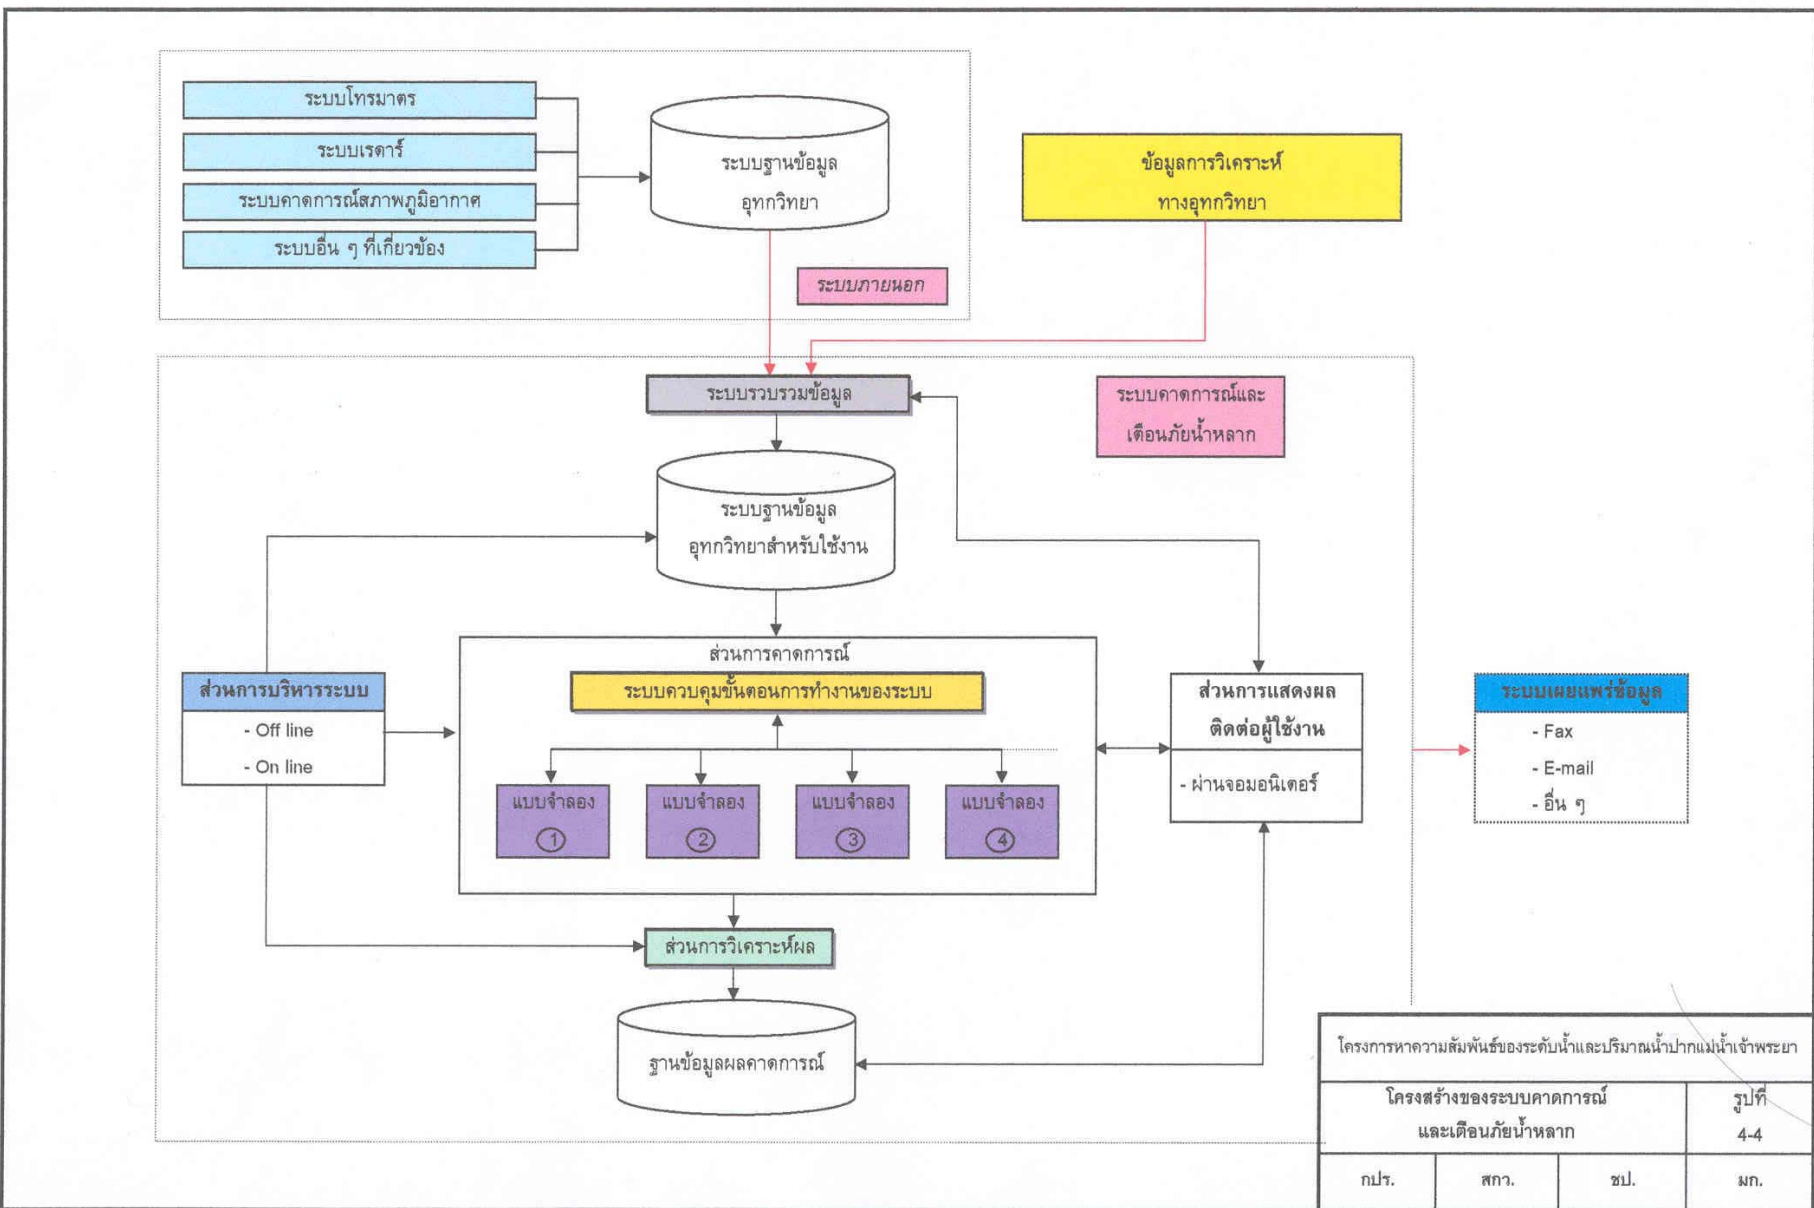 ระบบโทรมาตร
ระบบเรดาร์
ระบบคาดการณ์สภาพภูมิอากาศ
ระบบอื่น ๆ ที่เกี่ยวข้อง
ระบบฐานข้อมูล
อุทกวิทยา
ข้อมูลการวิเคราะห์
ทางอุทกวิทยา
ระบบภายนอก
ระบบรวบรวมข้อมูล
ระบบคาดการณ์และ
เตือนภัยน้ำหลาก
ระบบฐานข้อมูล
อุทกวิทยาสำหรับใช้งาน
ส่วนการคาดการณ์
ระบบควบคุมขั้นตอนการทำงานของระบบ
ส่วนการบริหารระบบ
- Off line
- On line
แบบจำลอง
1
แบบจำลอง
2
แบบจำลอง
3
แบบจำลอง
4
ส่วนการแสดงผล
ติดต่อผู้ใช้งาน
- ผ่านจอมอนิเตอร์
ระบบเผยแพร่ข้อมูล
- Fax
- E-mail
- อื่น ๆ
ส่วนการวิเคราะห์ผล
ฐานข้อมูลผลคาดการณ์
โครงการหาความสัมพันธ์ของระดับน้ำและปริมาณน้ำปากแม่น้ำเจ้าพระยา
โครงสร้างของระบบคาดการณ์
และเตือนภัยน้ำหลาก
รูปที่
4-4
กปร.
สกว.
ชป.
มก.